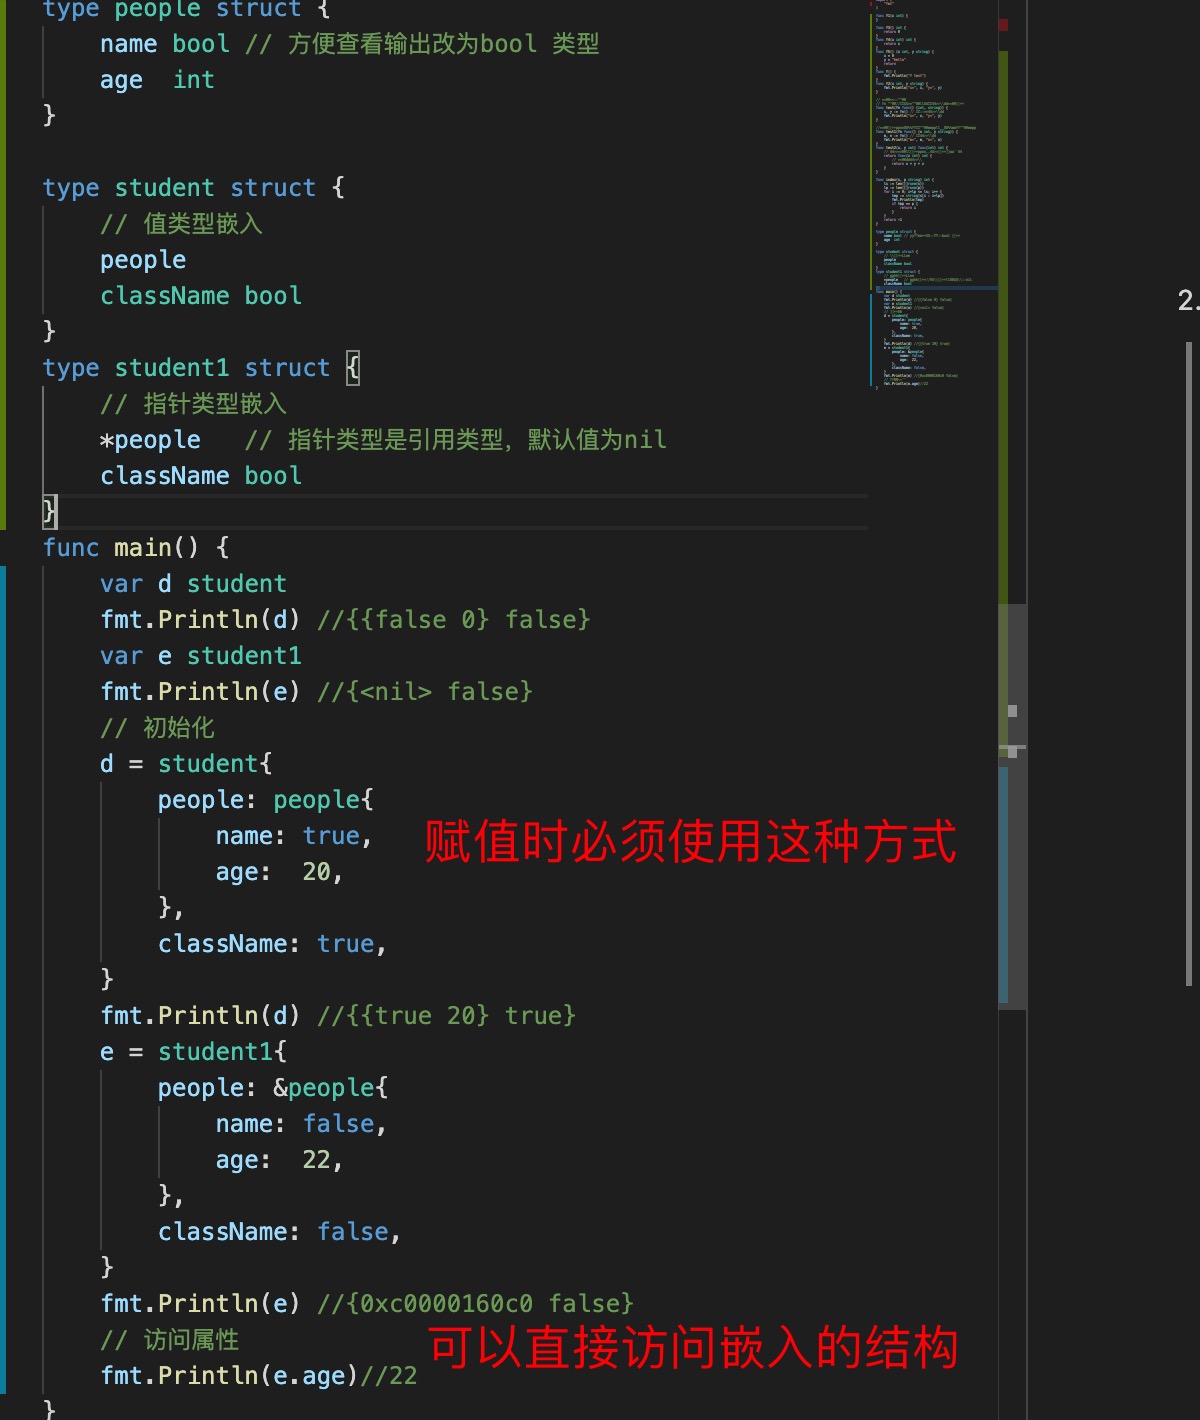 type people struct {
name bool // 方便查看输出改为bool 类型
age  int
}
type student struct {
// 值类型嵌入
people
className bool
}
type student1 struct {
// 指针类型嵌入
*people   // 指针类型是引用类型，默认值为nil
className bool
}
func main() {
var d student
fmt.Println(d) //{{false 0} false}
var e student1
fmt.Println(e) //{<nil> false}
// 初始化
d = student{
people: people{
name: true,
赋值时必须使用这种方式
age:  20,
},
className: true,
}
fmt.Println(d) //{{true 20} true}
e = student1{
people: &people{
name: false,
age:  22,
},
className: false,
}
fmt.Println(e) //{0xc0000160c0 false}
// 访问属性
可以直接访问嵌入的结构
fmt.Println(e.age)//22
}
2.